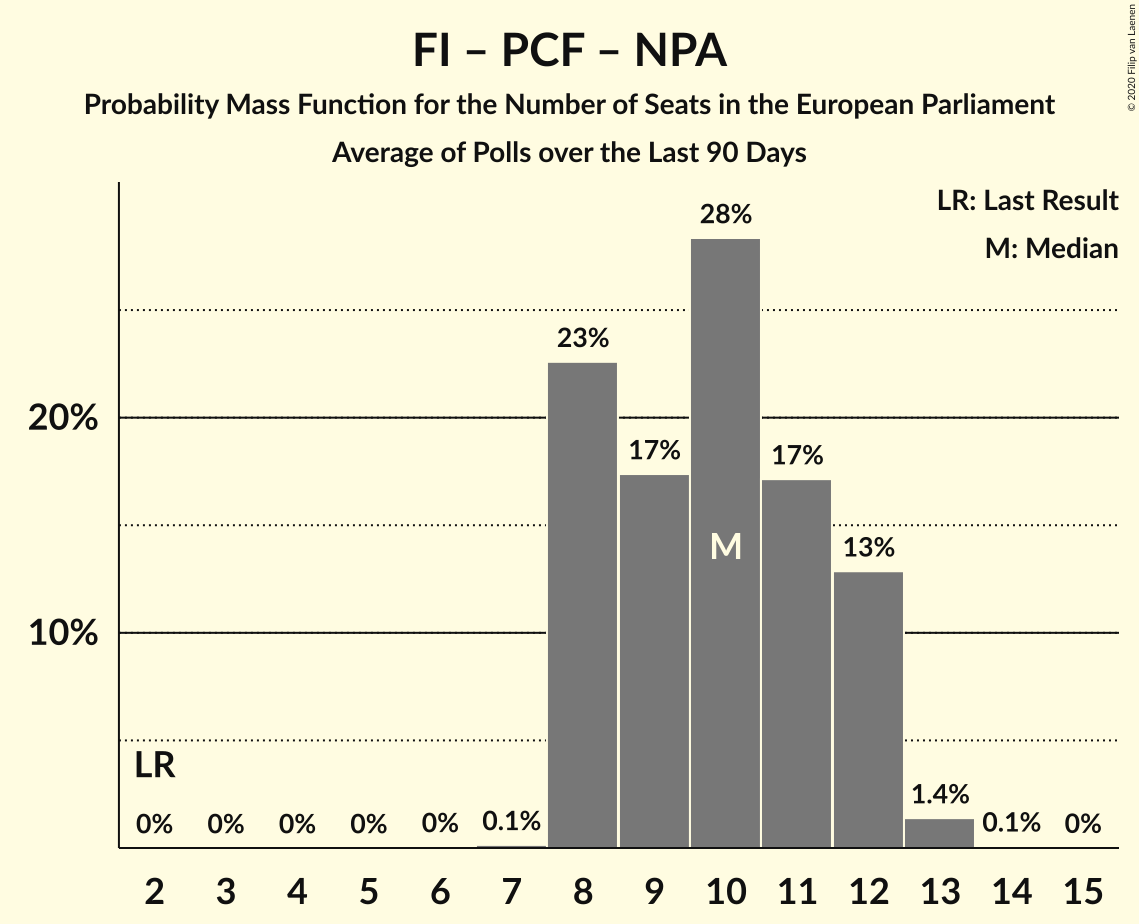 FI – PCF – NPA
Probability Mass Function for the Number of Seats in the European Parliament
Average of Polls over the Last 90 Days
© 2020 Filip van Laenen
LR: Last Result
M: Median
28%
23%
20%
17%
17%
M
13%
10%
LR
0%
0%
0%
0%
0%
0.1%
1.4%
0.1%
0%
2 3 4 5 6 7 8 9 10 11 12 13 14 15